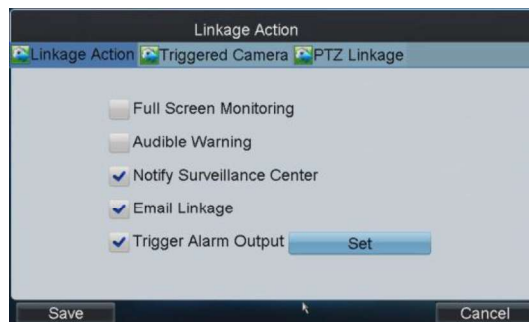 Linkage Action
Linkage Action Triggered Camera PTZ Linkage
Full Screen Monitoring
Audible Warning
Notify Surveillance Center
Email Linkage
Trigger Alarm Output Set
Save Cancel